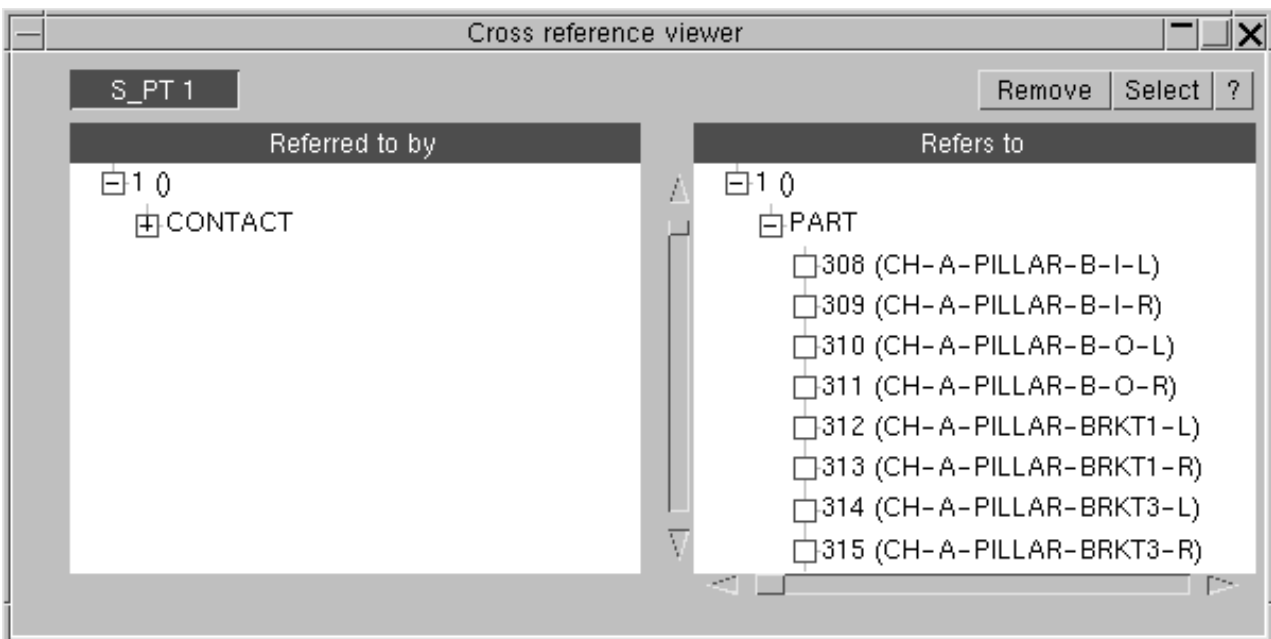 Cross reference viewer
S_PT 1
Remove Select ?
Referred to by
1 ()
CONTACT
Refers to
1 ()
PART
308 (CH-A-PILLAR-B-I-L)
309 (CH-A-PILLAR-B-I-R)
310 (CH-A-PILLAR-B-O-L)
311 (CH-A-PILLAR-B-O-R)
312 (CH-A-PILLAR-BRKT1-L)
313 (CH-A-PILLAR-BRKT1-R)
314 (CH-A-PILLAR-BRKT3-L)
315 (CH-A-PILLAR-BRKT3-R)